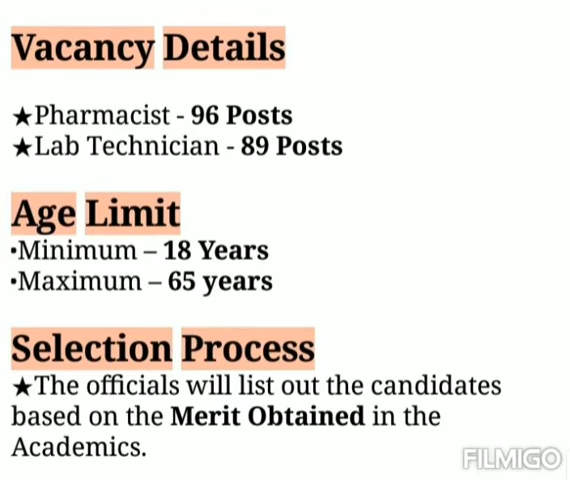 Vacancy Details
★Pharmacist - 96 Posts
★Lab Technician - 89 Posts
Age Limit
•Minimum – 18 Years
•Maximum – 65 years
Selection Process
★The officials will list out the candidates
based on the Merit Obtained in the
Academics.
FILMIGO